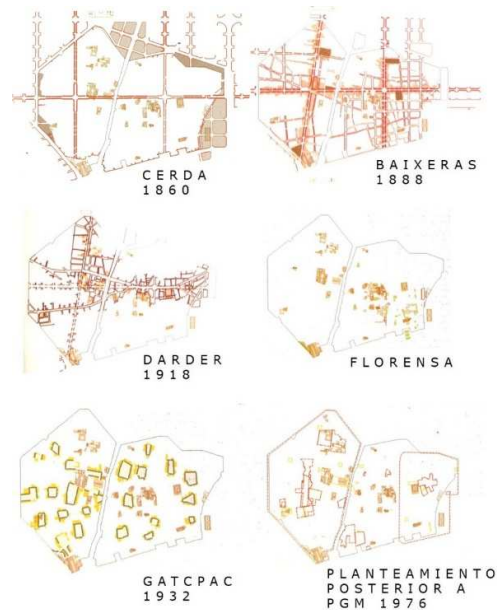 CERDA
1860
BAIXERAS
1888
DARDER
1918
FLORENSA
GATCPAC
1932
PLANTEAMIENTO
POSTERIOR A
PGM 1976